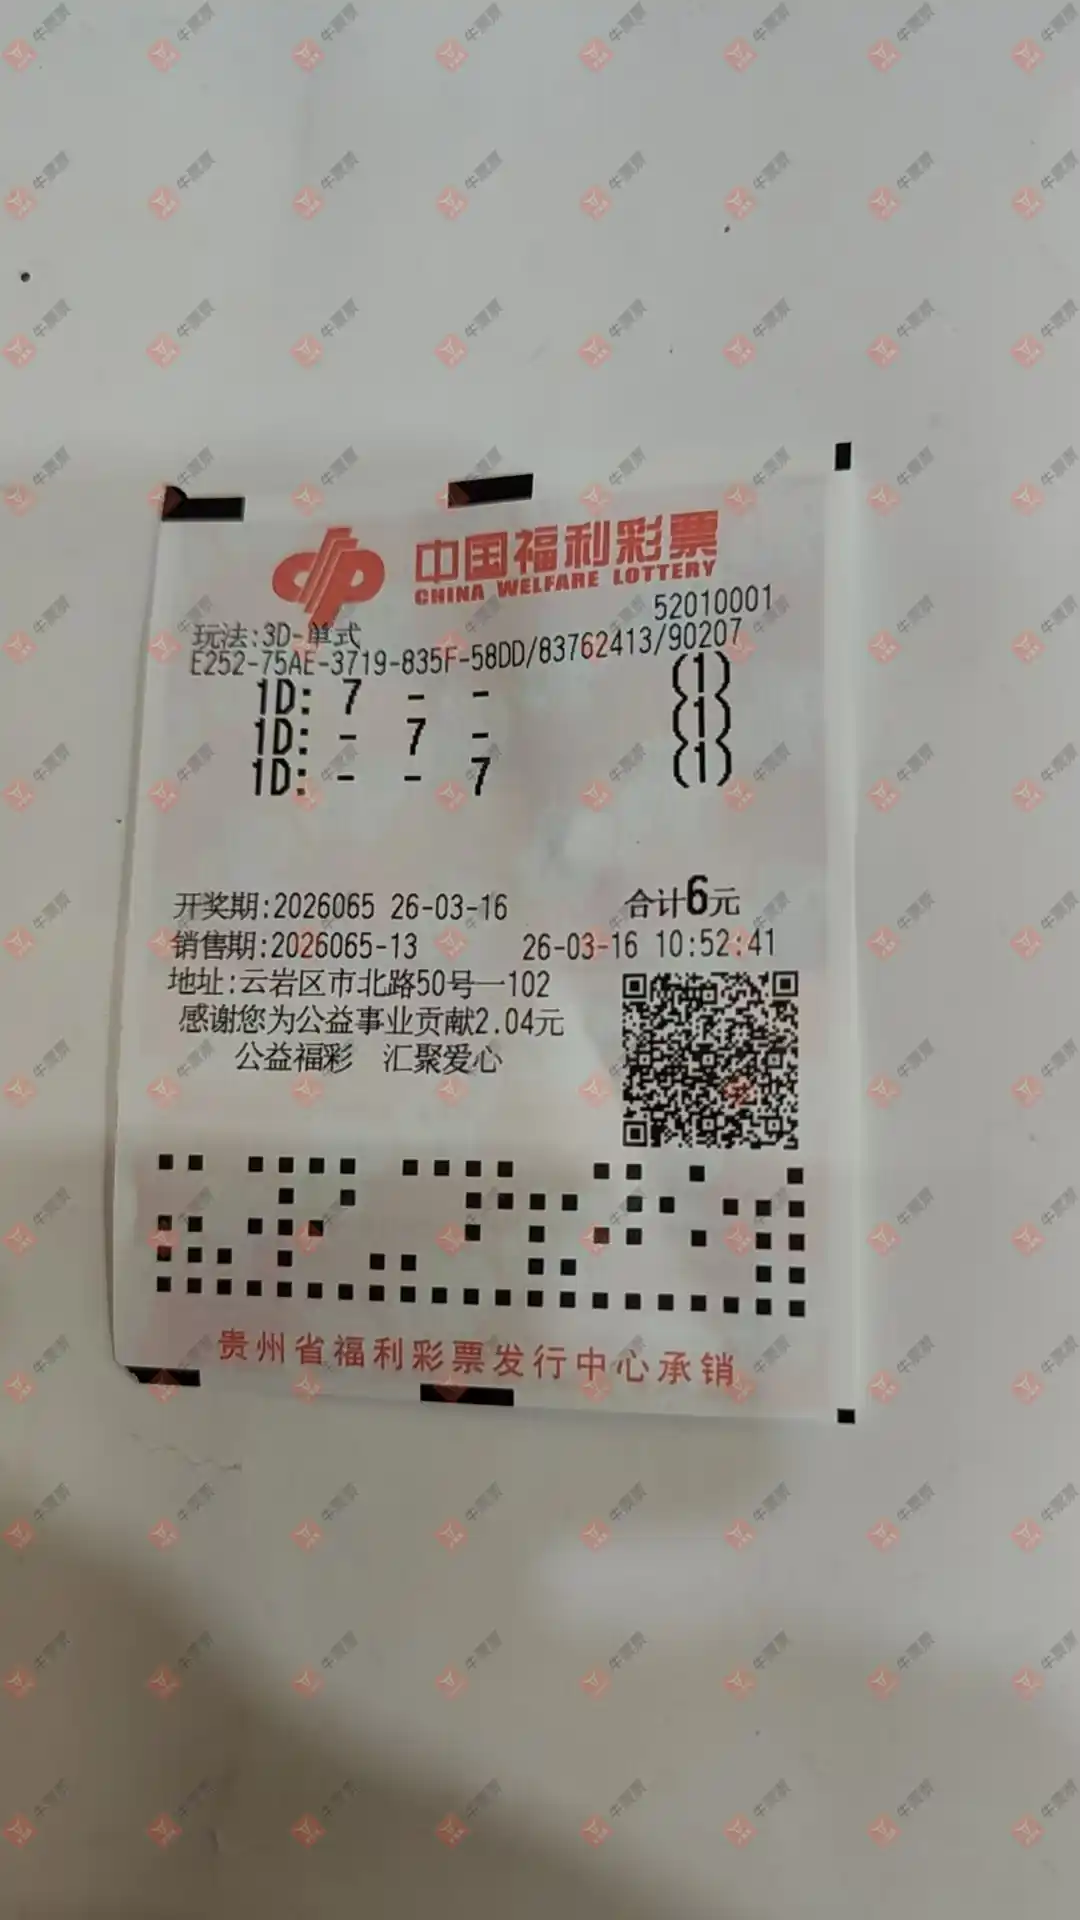 中国福利彩票
CHINA WELFARE LOTTERY
52010001
玩法:3D-单式
E252-75AE-3719-835F-58DD/83762413/90207
1D: 7 - - (1)
1D: - 7 - (1)
1D: - - 7 (1)
开奖期:2026065 26-03-16 合计6元
销售期:2026065-13 26-03-16 10:52:41
地址:云岩区市北路50号一102
感谢您为公益事业贡献2.04元
公益福彩 汇聚爱心
贵州省福利彩票发行中心承销
牛票票